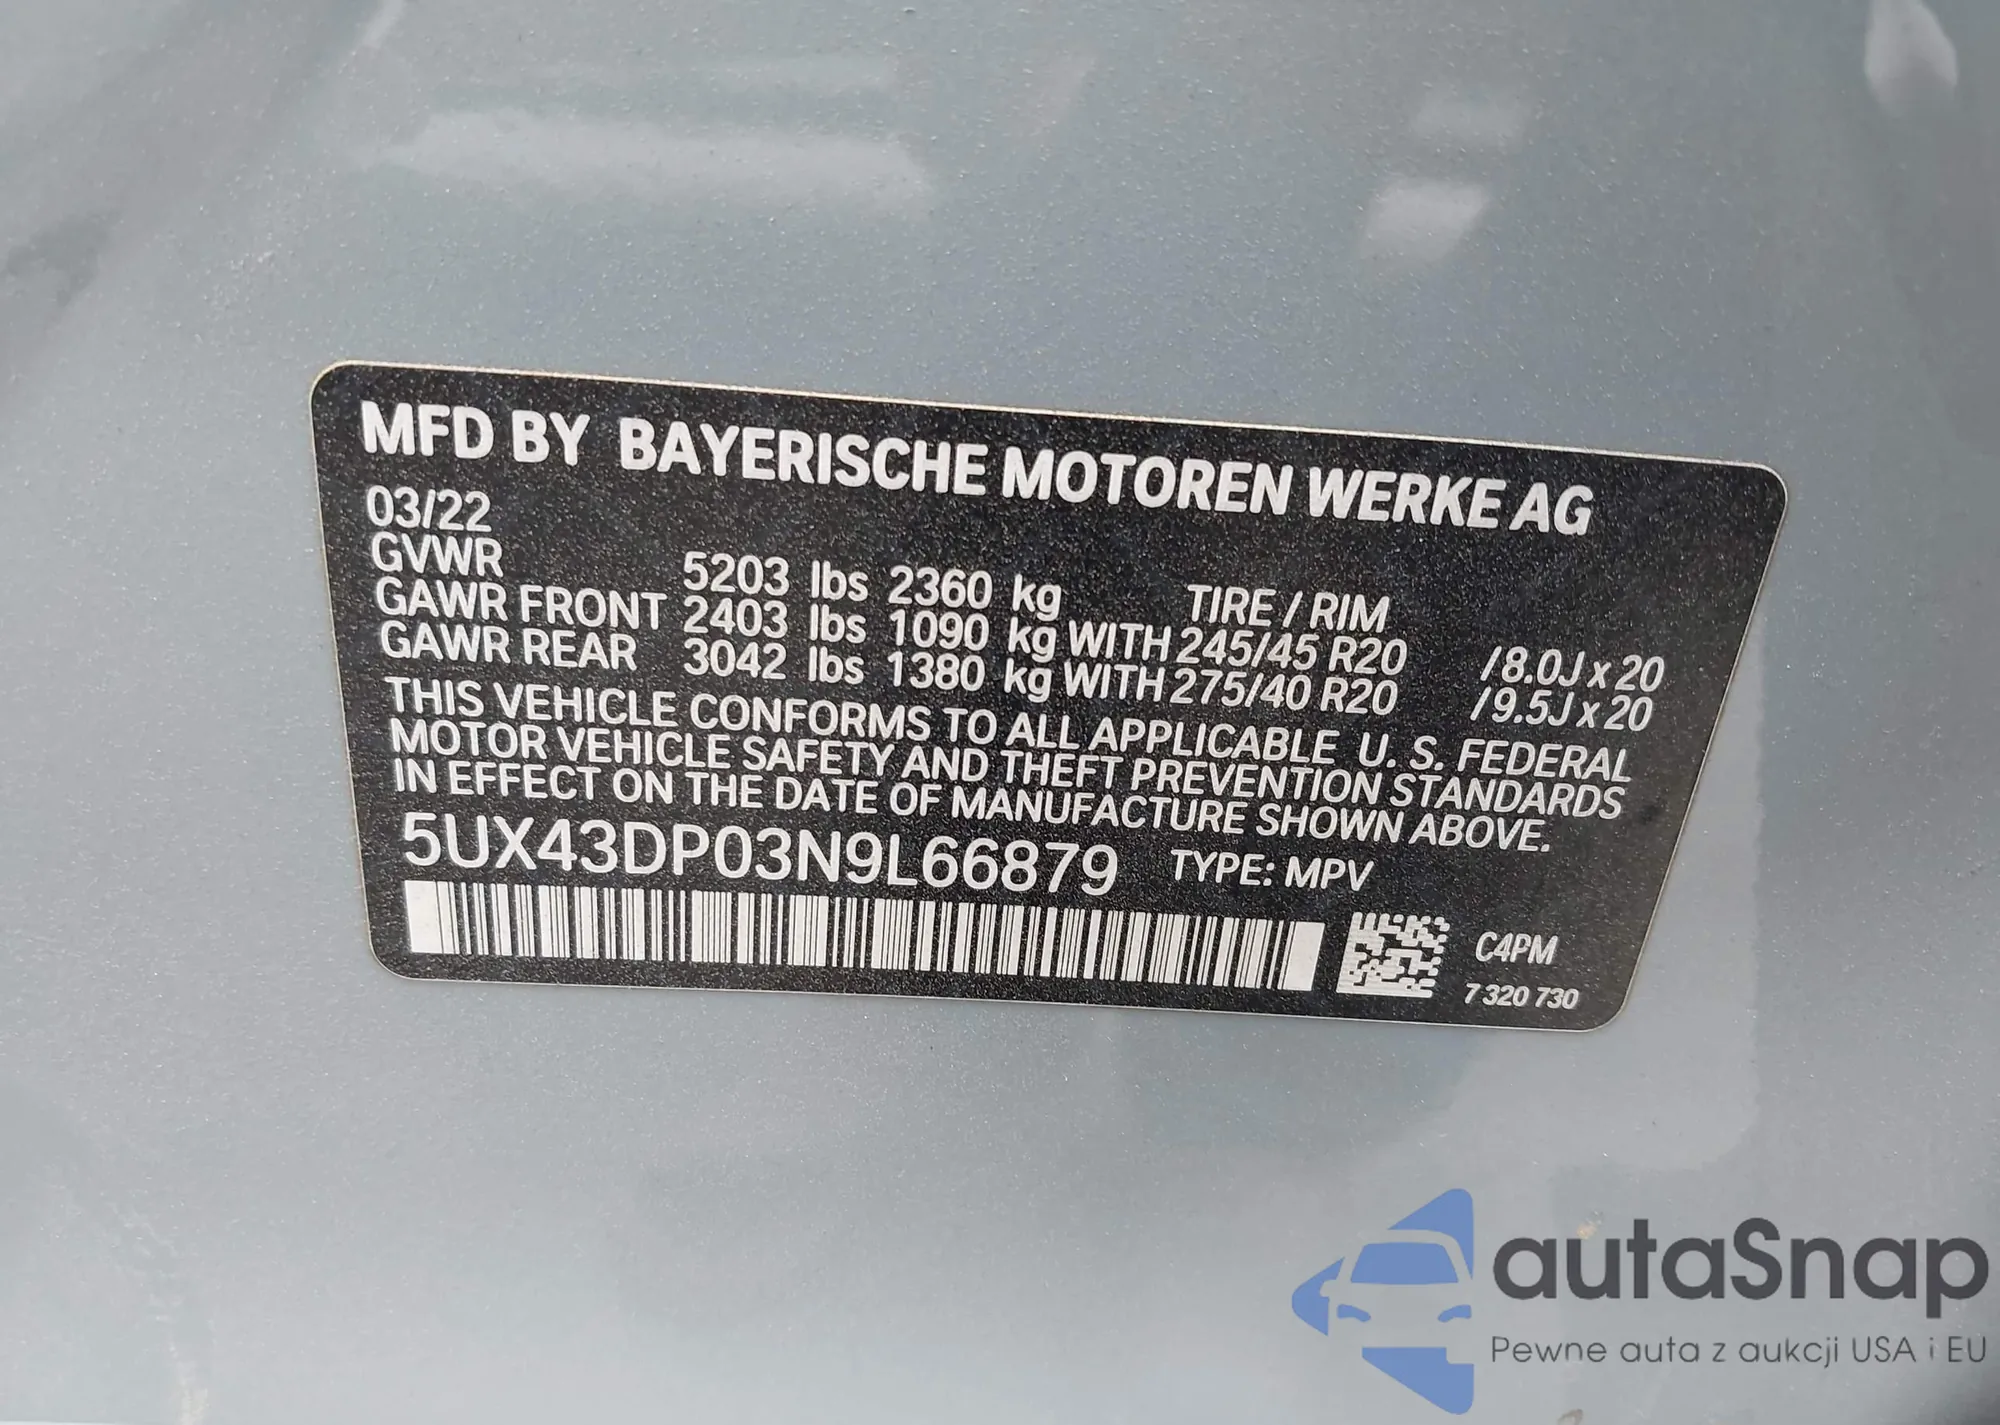 MFD BY BAYERISCHE MOTOREN WERKE AG
03/22
GVWR 5203 lbs 2360 kg TIRE / RIM
GAWR FRONT 2403 lbs 1090 kg WITH 245/45 R20 /8.0J x 20
GAWR REAR 3042 lbs 1380 kg WITH 275/40 R20 /9.5J x 20
THIS VEHICLE CONFORMS TO ALL APPLICABLE U. S. FEDERAL
MOTOR VEHICLE SAFETY AND THEFT PREVENTION STANDARDS
IN EFFECT ON THE DATE OF MANUFACTURE SHOWN ABOVE.
5UX43DP03N9L66879 TYPE: MPV
C4PM
7 320 730
autaSnap
Pewne auta z aukcji USA i EU